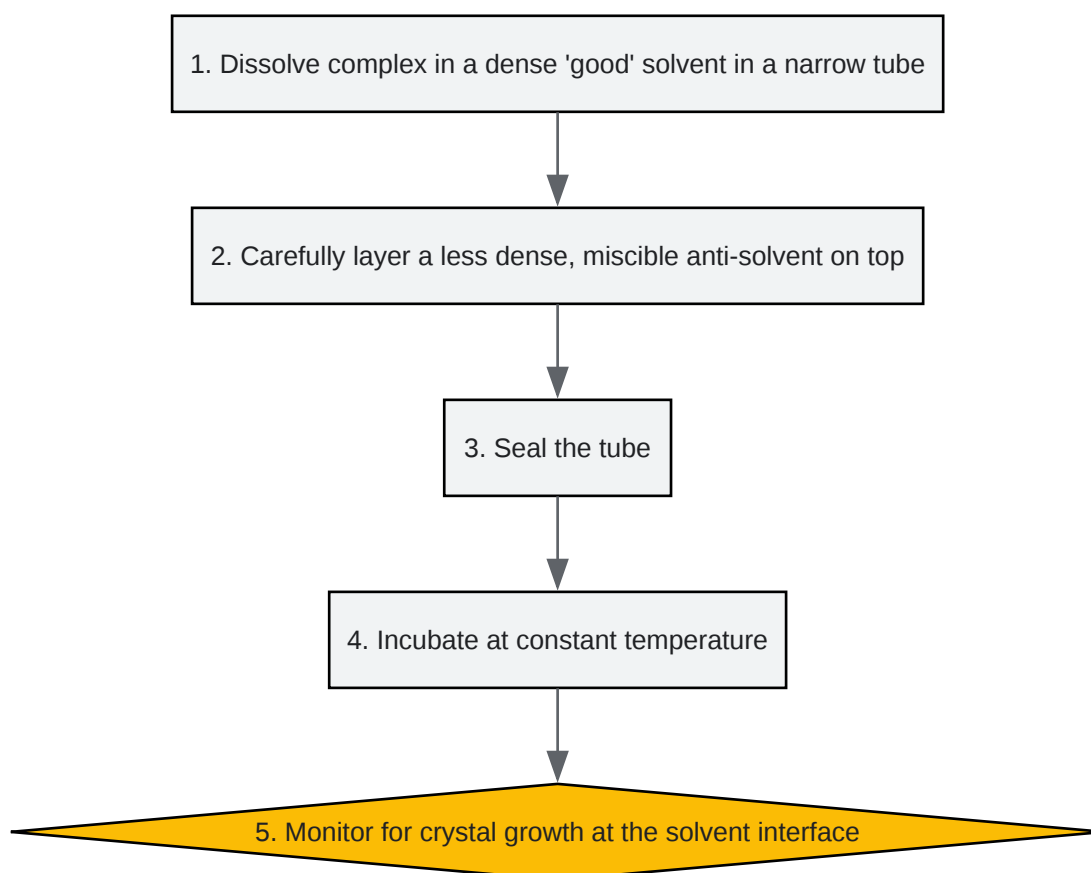 1. Dissolve complex in a dense 'good' solvent in a narrow tube
2. Carefully layer a less dense, miscible anti-solvent on top
3. Seal the tube
4. Incubate at constant temperature
5. Monitor for crystal growth at the solvent interface